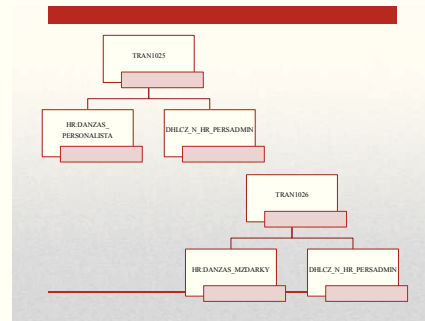 TRAN1025
HR:DANZAS_
PERSONALISTA
DHLCZ_N_HR_PERSADMIN
TRAN1026
HR:DANZAS_MZDARKY
DHLCZ_N_HR_PERSADMIN